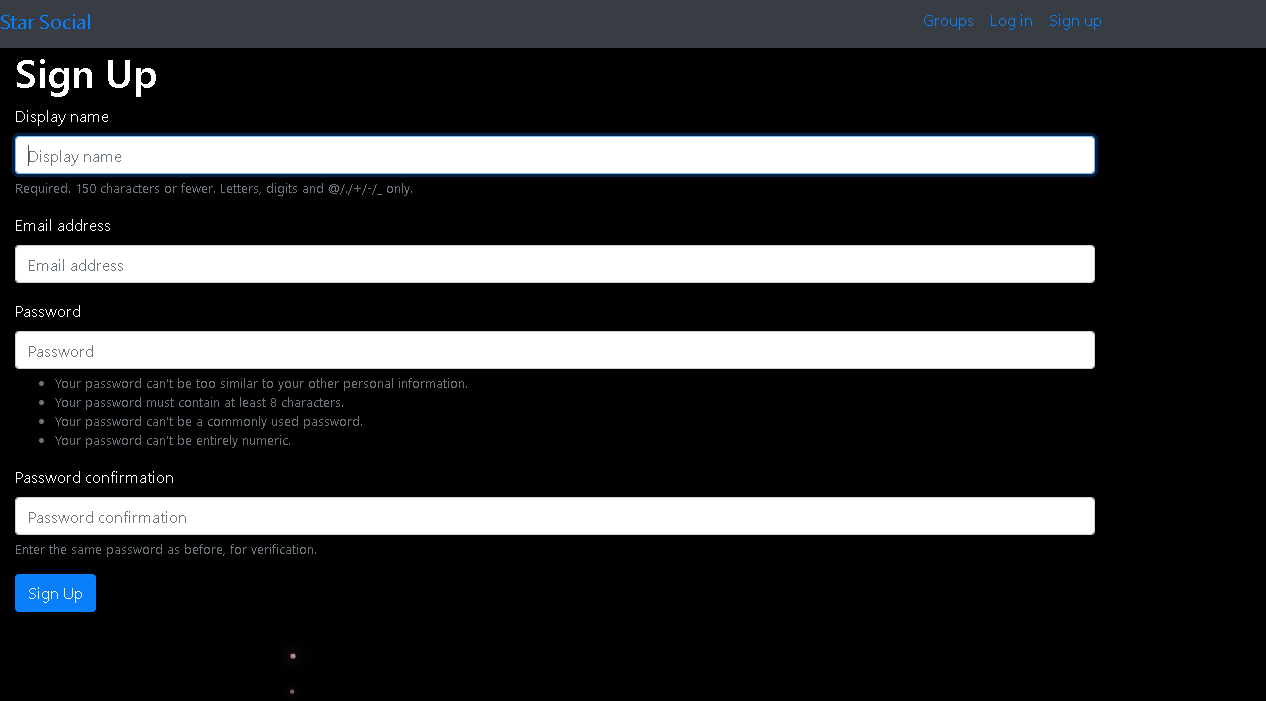 Star Social
Groups Log in Sign up
Sign Up
Display name
Display name
Required. 150 characters or fewer. Letters, digits and @/./+/-/_ only.
Email address
Email address
Password
Password
Your password can't be too similar to your other personal information.
Your password must contain at least 8 characters.
Your password can't be a commonly used password.
Your password can't be entirely numeric.
Password confirmation
Password confirmation
Enter the same password as before, for verification.
Sign Up